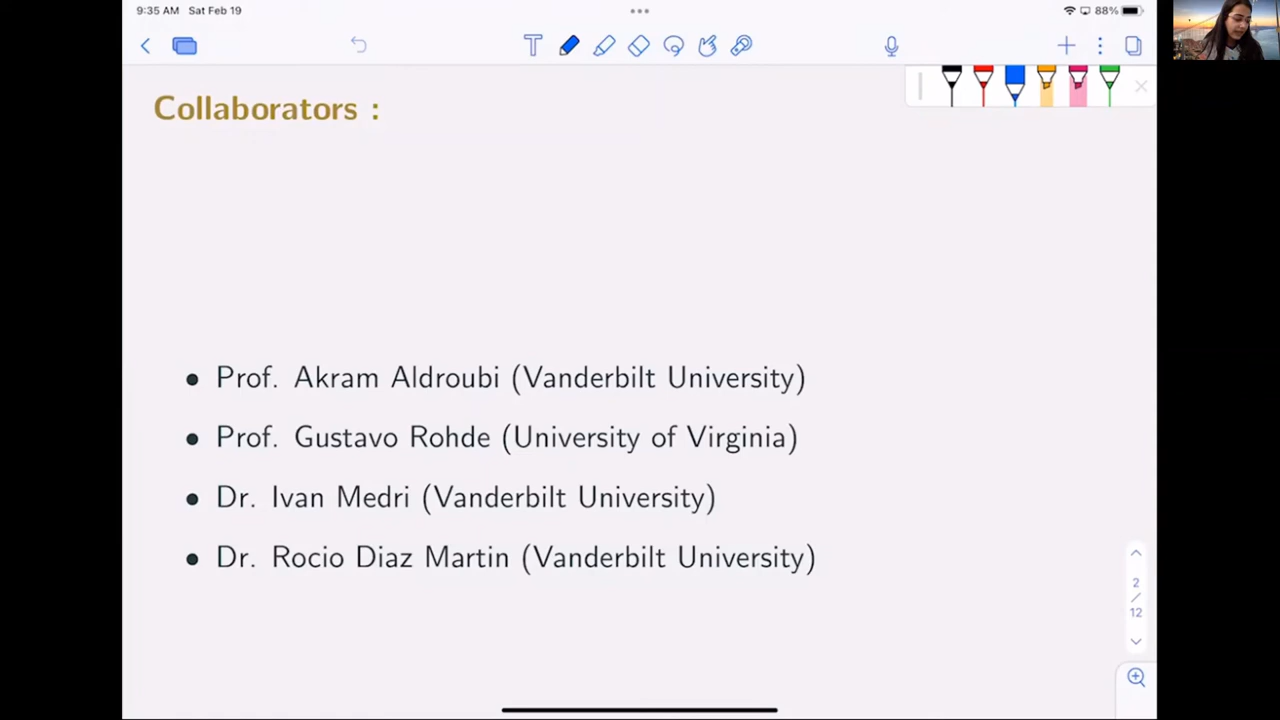 9:35 AM Sat Feb 19
88%
Collaborators :
• Prof. Akram Aldroubi (Vanderbilt University)
• Prof. Gustavo Rohde (University of Virginia)
• Dr. Ivan Medri (Vanderbilt University)
• Dr. Rocio Diaz Martin (Vanderbilt University)
2
/
12